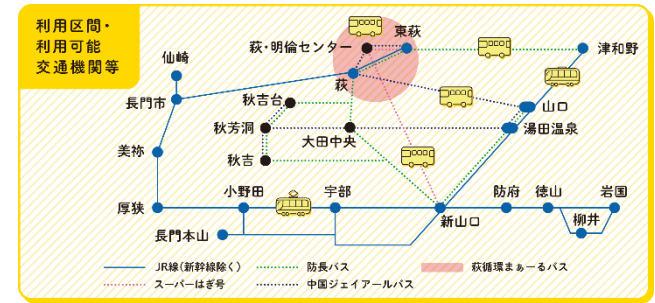 利用区間・
利用可能
交通機関等
仙崎
萩・明倫センター
東萩
津和野
長門市
萩
秋吉台
山口
秋芳洞
大田中央
湯田温泉
美祢
秋吉
厚狭
小野田
宇部
新山口
防府
徳山
岩国
長門本山
柳井
JR線(新幹線除く)
防長バス
萩循環まぁーるバス
スーパーはぎ号
中国ジェイアールバス